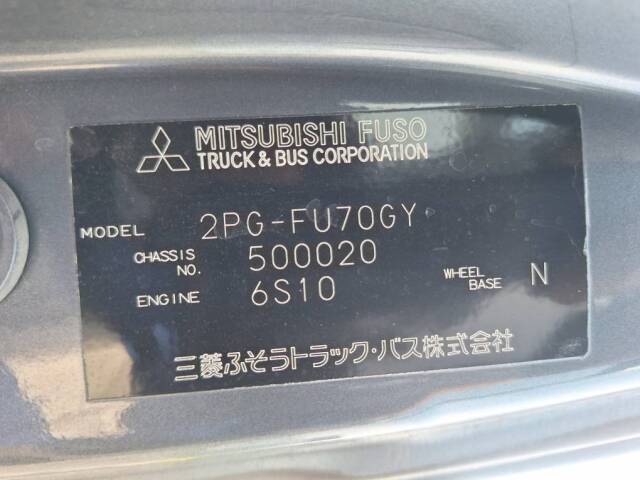 MITSUBISHI FUSO
TRUCK & BUS CORPORATION
MODEL 2PG-FU70GY
CHASSIS NO. 500020
ENGINE 6S10 WHEEL BASE N
三菱ふそうトラック・バス株式会社